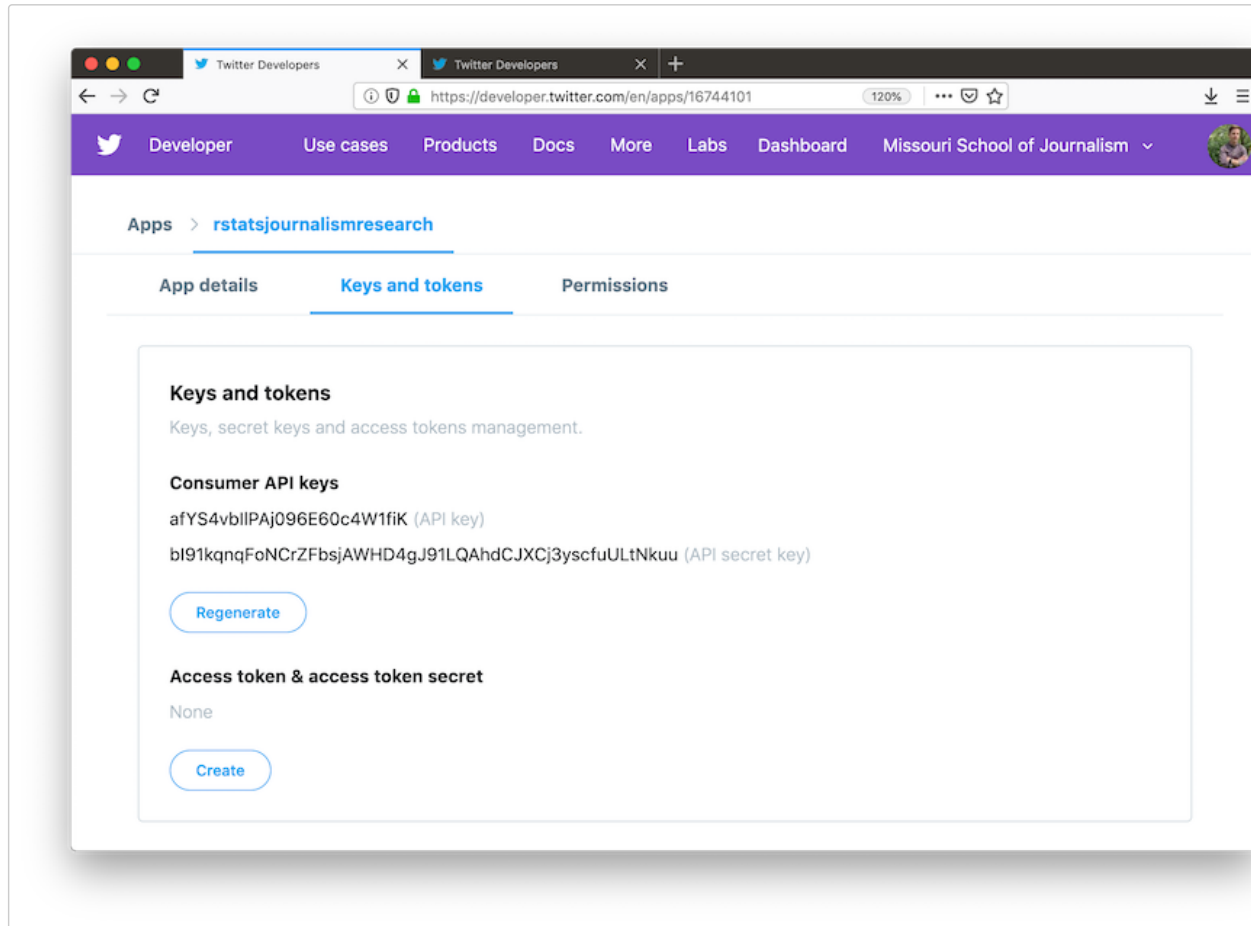 Twitter Developers
Twitter Developers
https://developer.twitter.com/en/apps/16744101
120%
Developer
Use cases
Products
Docs
More
Labs
Dashboard
Missouri School of Journalism
Apps > rstatsjournalismresearch
App details
Keys and tokens
Permissions
Keys and tokens
Keys, secret keys and access tokens management.
Consumer API keys
(API key)
(API secret key)
Regenerate
Access token & access token secret
None
Create